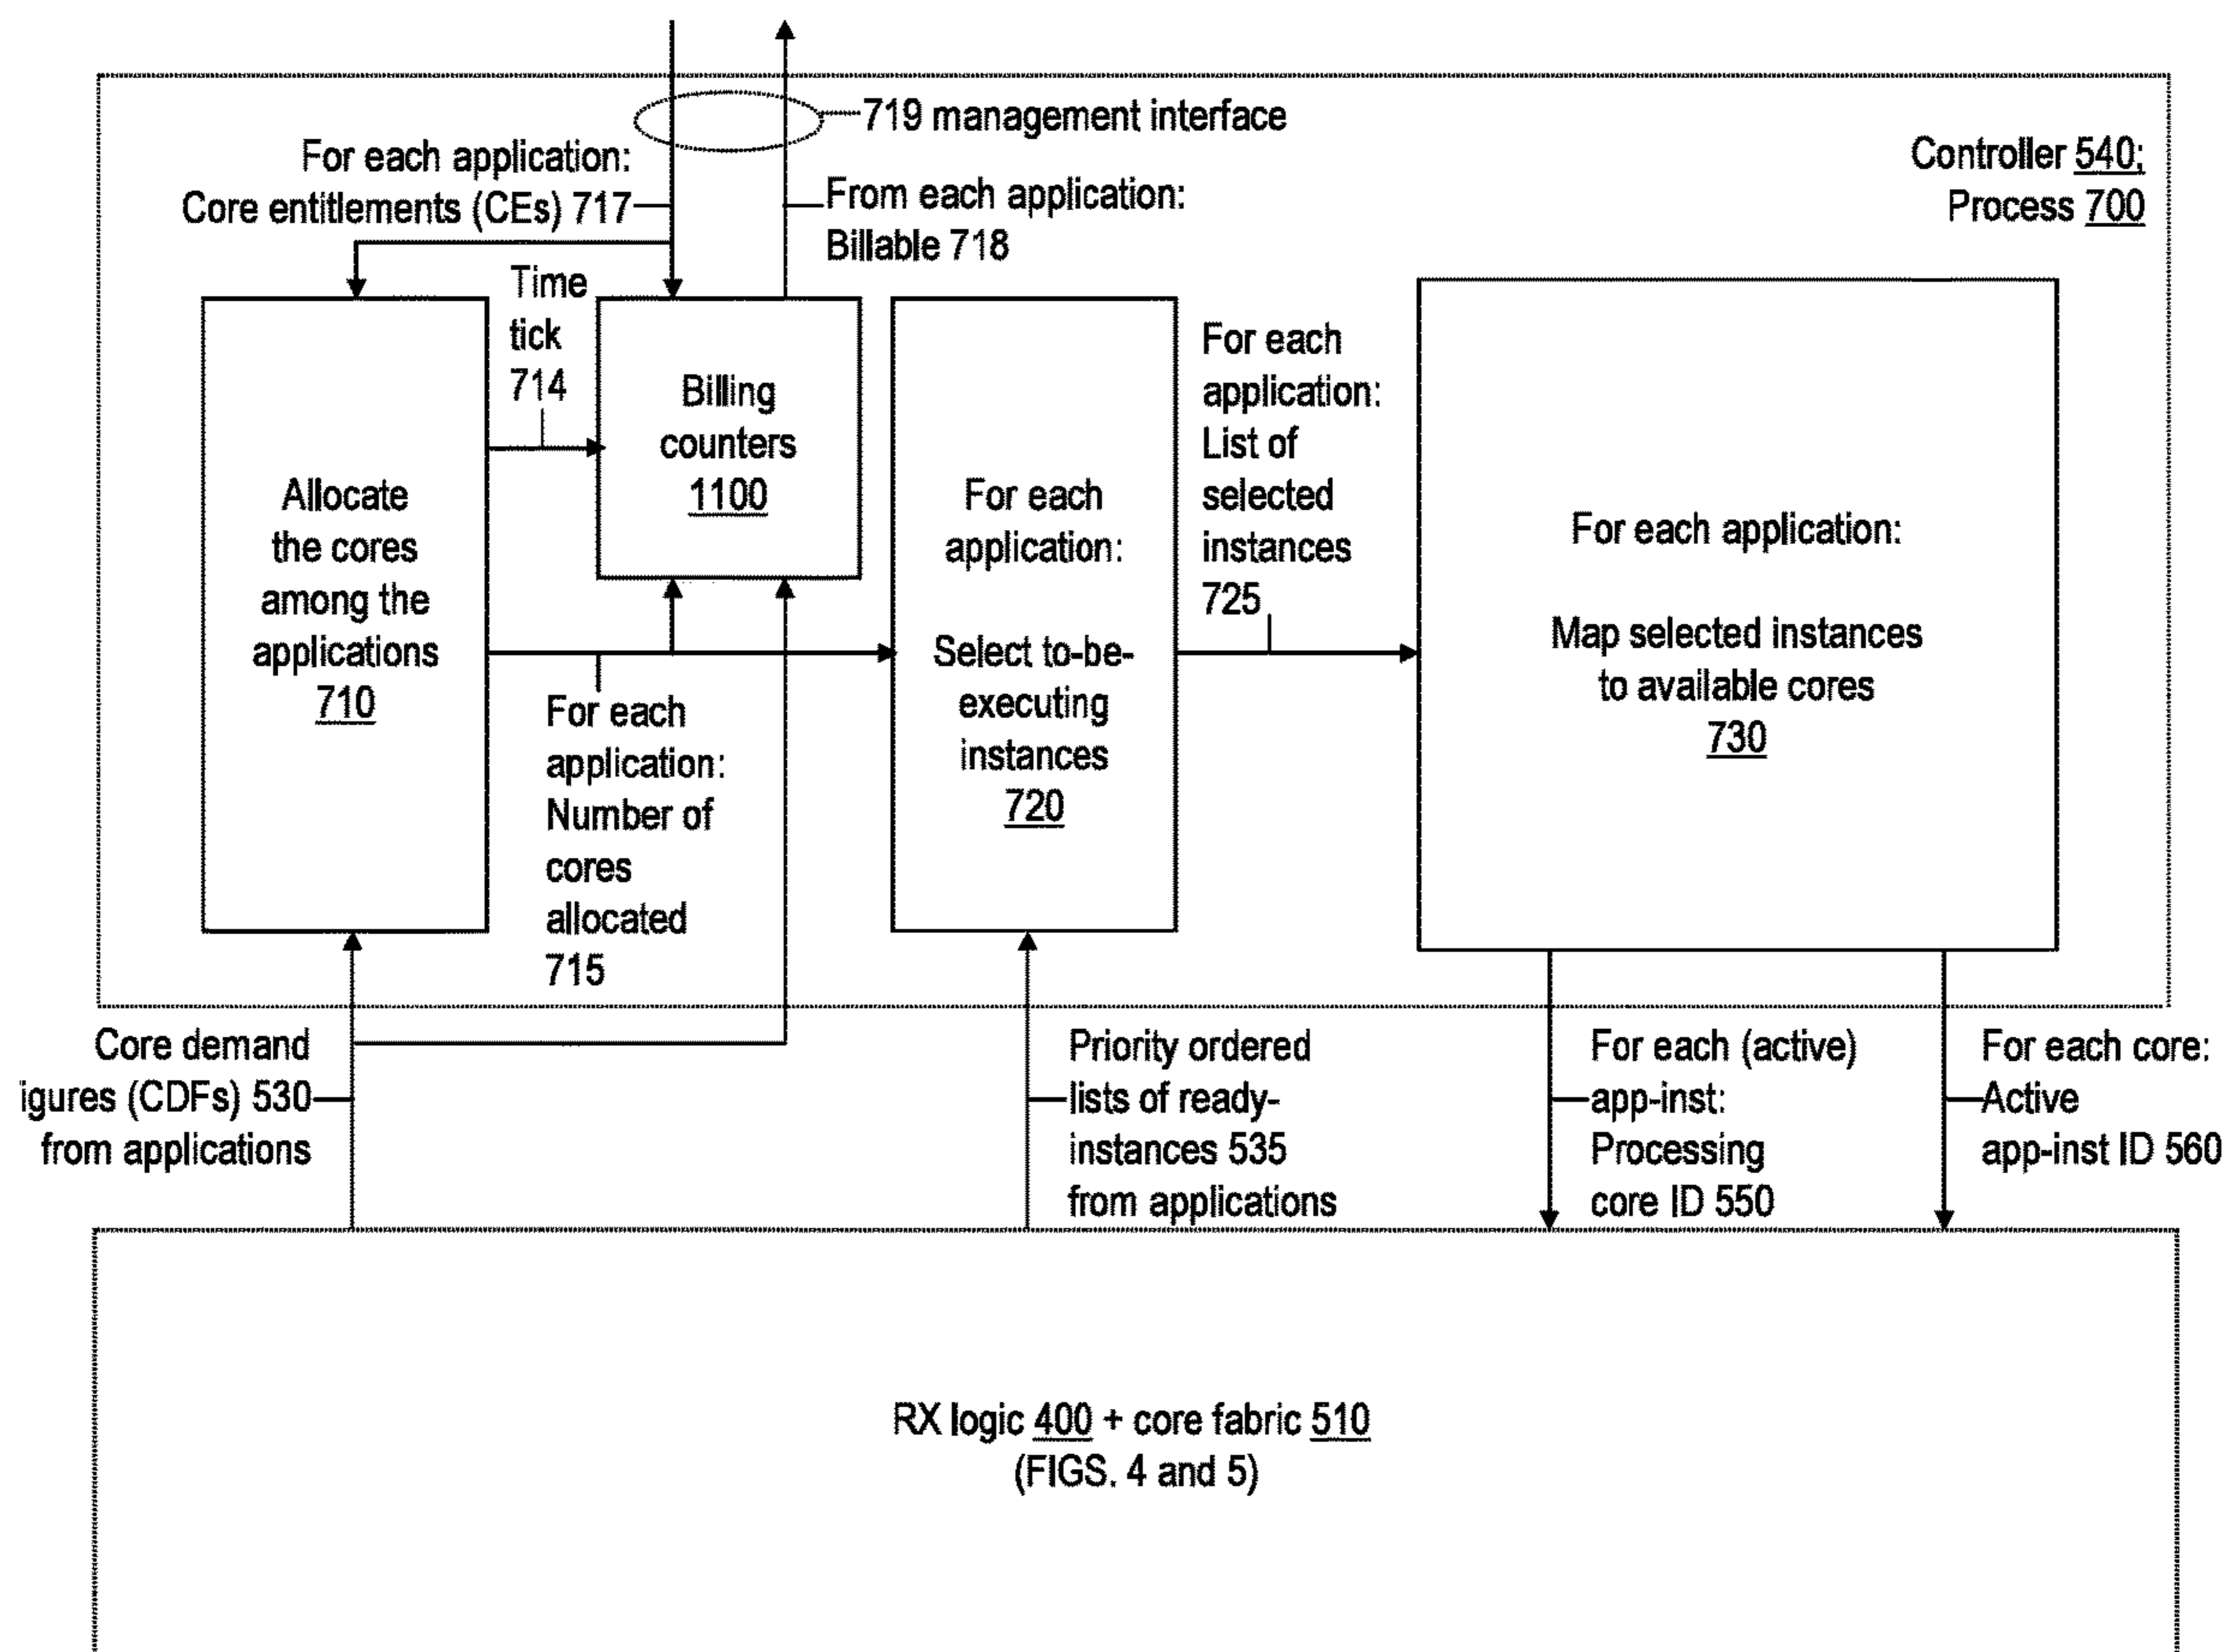 719 management interface
For each application:
Core entitlements (CEs) 717
From each application:
Billable 718
Controller 540;
Process 700
Time
tick
714
Allocate
the cores
among the
applications
710
Billing
counters
1100
For each
application:
Number of
cores
allocated
715
For each
application:
Select to-be-
executing
instances
720
For each
application:
List of
selected
instances
725
For each application:
Map selected instances
to available cores
730
Core demand
igures (CDFs) 530
from applications
Priority ordered
lists of ready-
instances 535
from applications
For each (active)
app-inst:
Processing
core ID 550
For each core:
Active
app-inst ID 560
RX logic 400 + core fabric 510
(FIGS. 4 and 5)